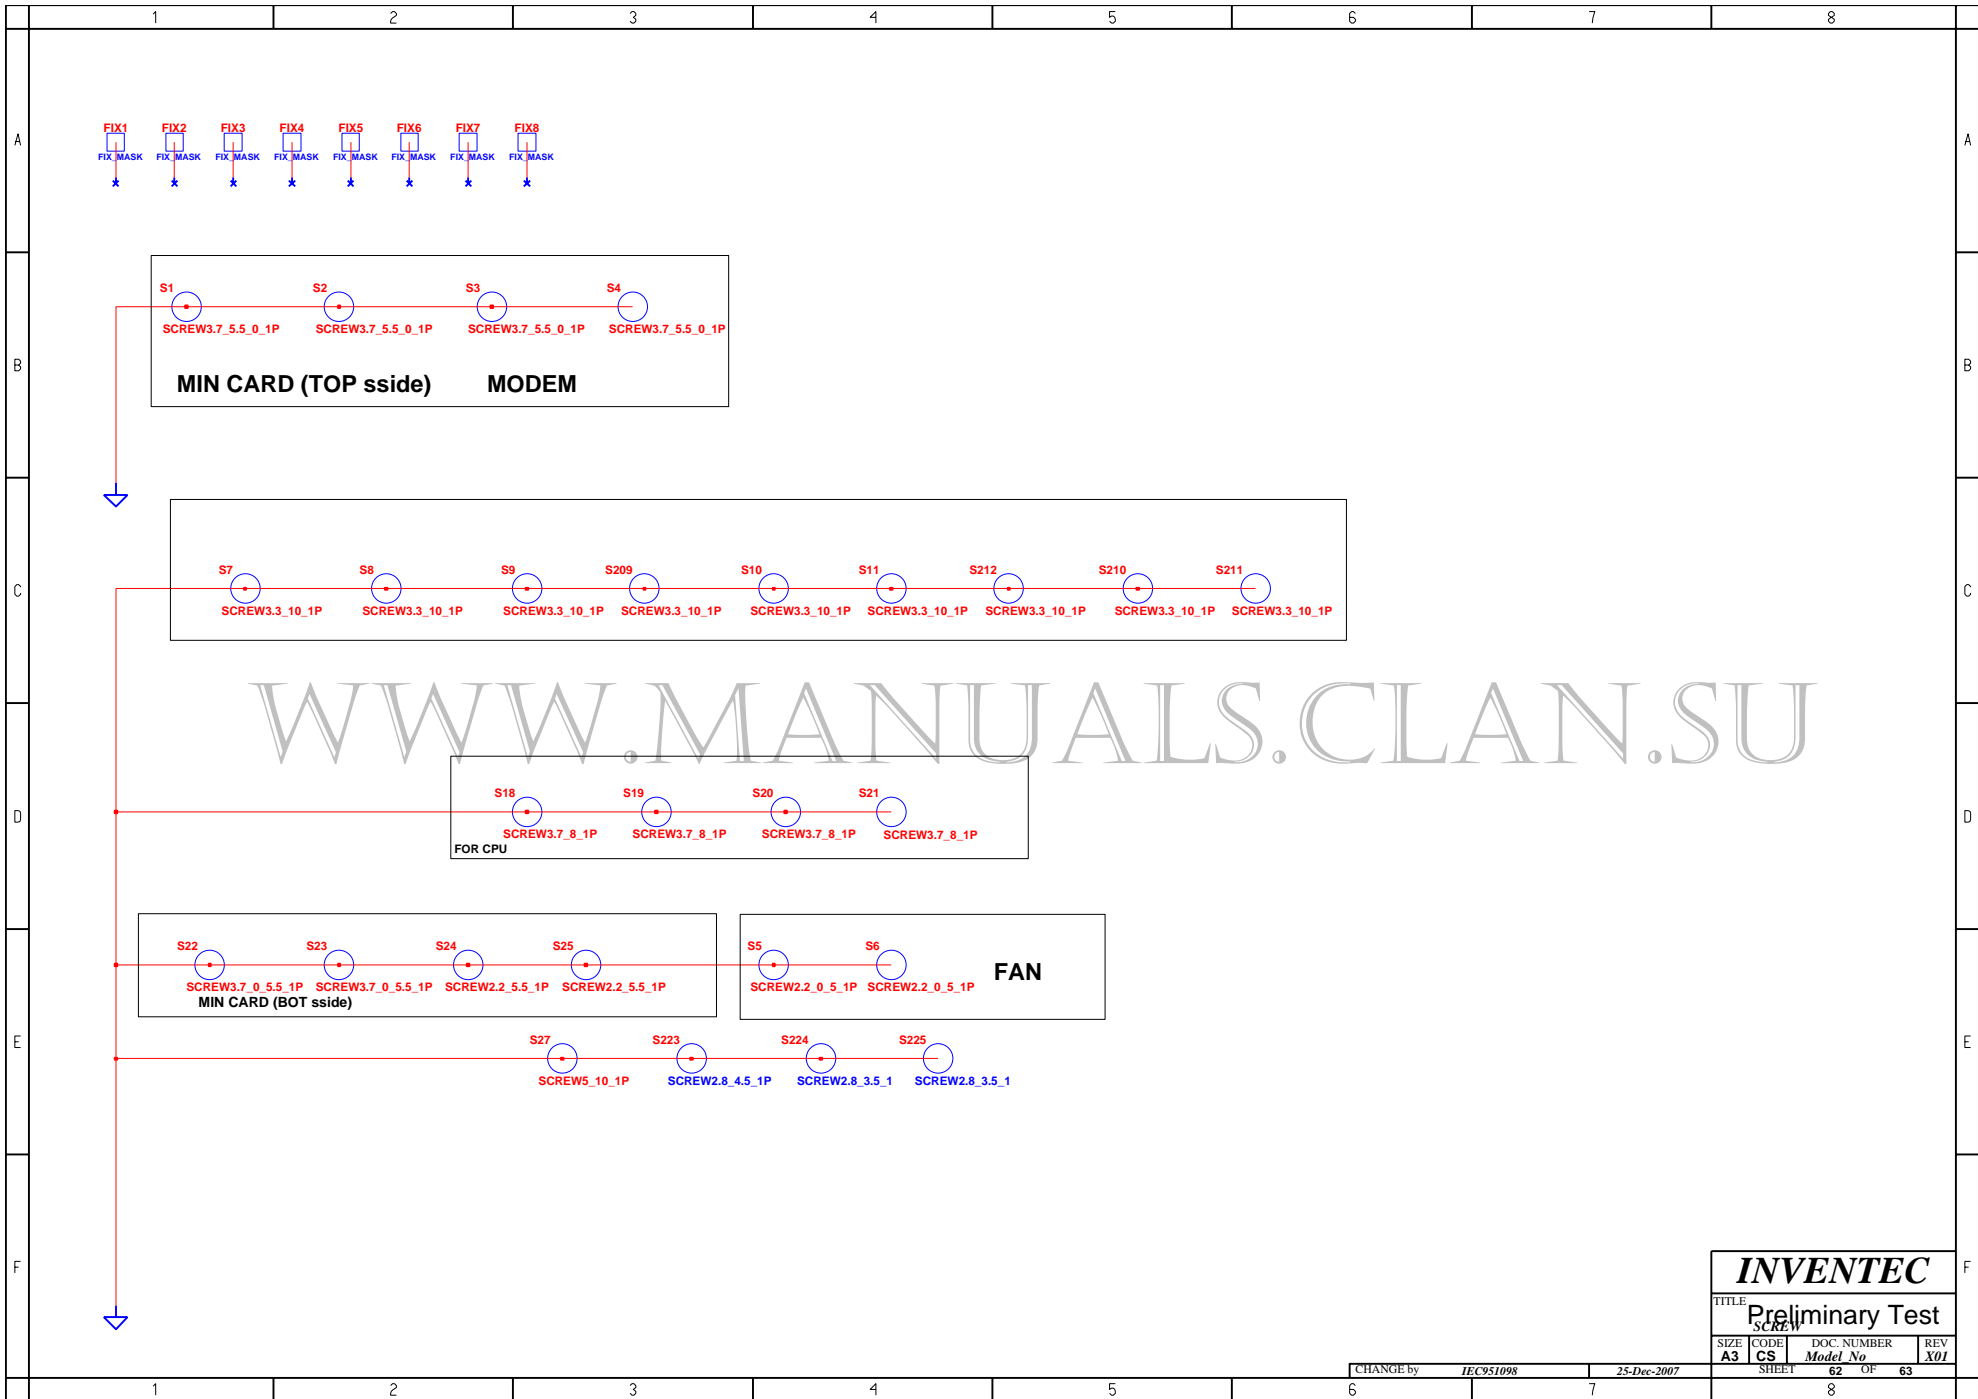 1 2 3 4 5 6 7 8
A A
FIX1 FIX2 FIX3 FIX4 FIX5 FIX6 FIX7 FIX8
FIX_MASK FIX_MASK FIX_MASK FIX_MASK FIX_MASK FIX_MASK FIX_MASK FIX_MASK
S1 S2 S3 S4
SCREW3.7_5.5_0_1P SCREW3.7_5.5_0_1P SCREW3.7_5.5_0_1P SCREW3.7_5.5_0_1P
B B
MIN CARD (TOP sside) MODEM
S7 S8 S9 S209 S10 S11 S212 S210 S211
C C
SCREW3.3_10_1P SCREW3.3_10_1P SCREW3.3_10_1P SCREW3.3_10_1P SCREW3.3_10_1P SCREW3.3_10_1P SCREW3.3_10_1P SCREW3.3_10_1P SCREW3.3_10_1P
WWW.MANUALS.CLAN.SU
S18 S19 S20 S21
D D
SCREW3.7_8_1P SCREW3.7_8_1P SCREW3.7_8_1P SCREW3.7_8_1P
FOR CPU
S22 S23 S24 S25 S5 S6
FAN
SCREW3.7_0_5.5_1P SCREW3.7_0_5.5_1P SCREW2.2_5.5_1P SCREW2.2_5.5_1P SCREW2.2_0_5_1P SCREW2.2_0_5_1P
MIN CARD (BOT sside)
E E
S27 S223 S224 S225
SCREW5_10_1P SCREW2.8_4.5_1P SCREW2.8_3.5_1 SCREW2.8_3.5_1
F F
INVENTEC
TITLE
Preliminary Test
SCREW
SIZE CODE DOC. NUMBER REV
A3 CS Model_No X01
CHANGE by IEC951098 25-Dec-2007 SHEET 62 OF 63
1 2 3 4 5 6 7 8